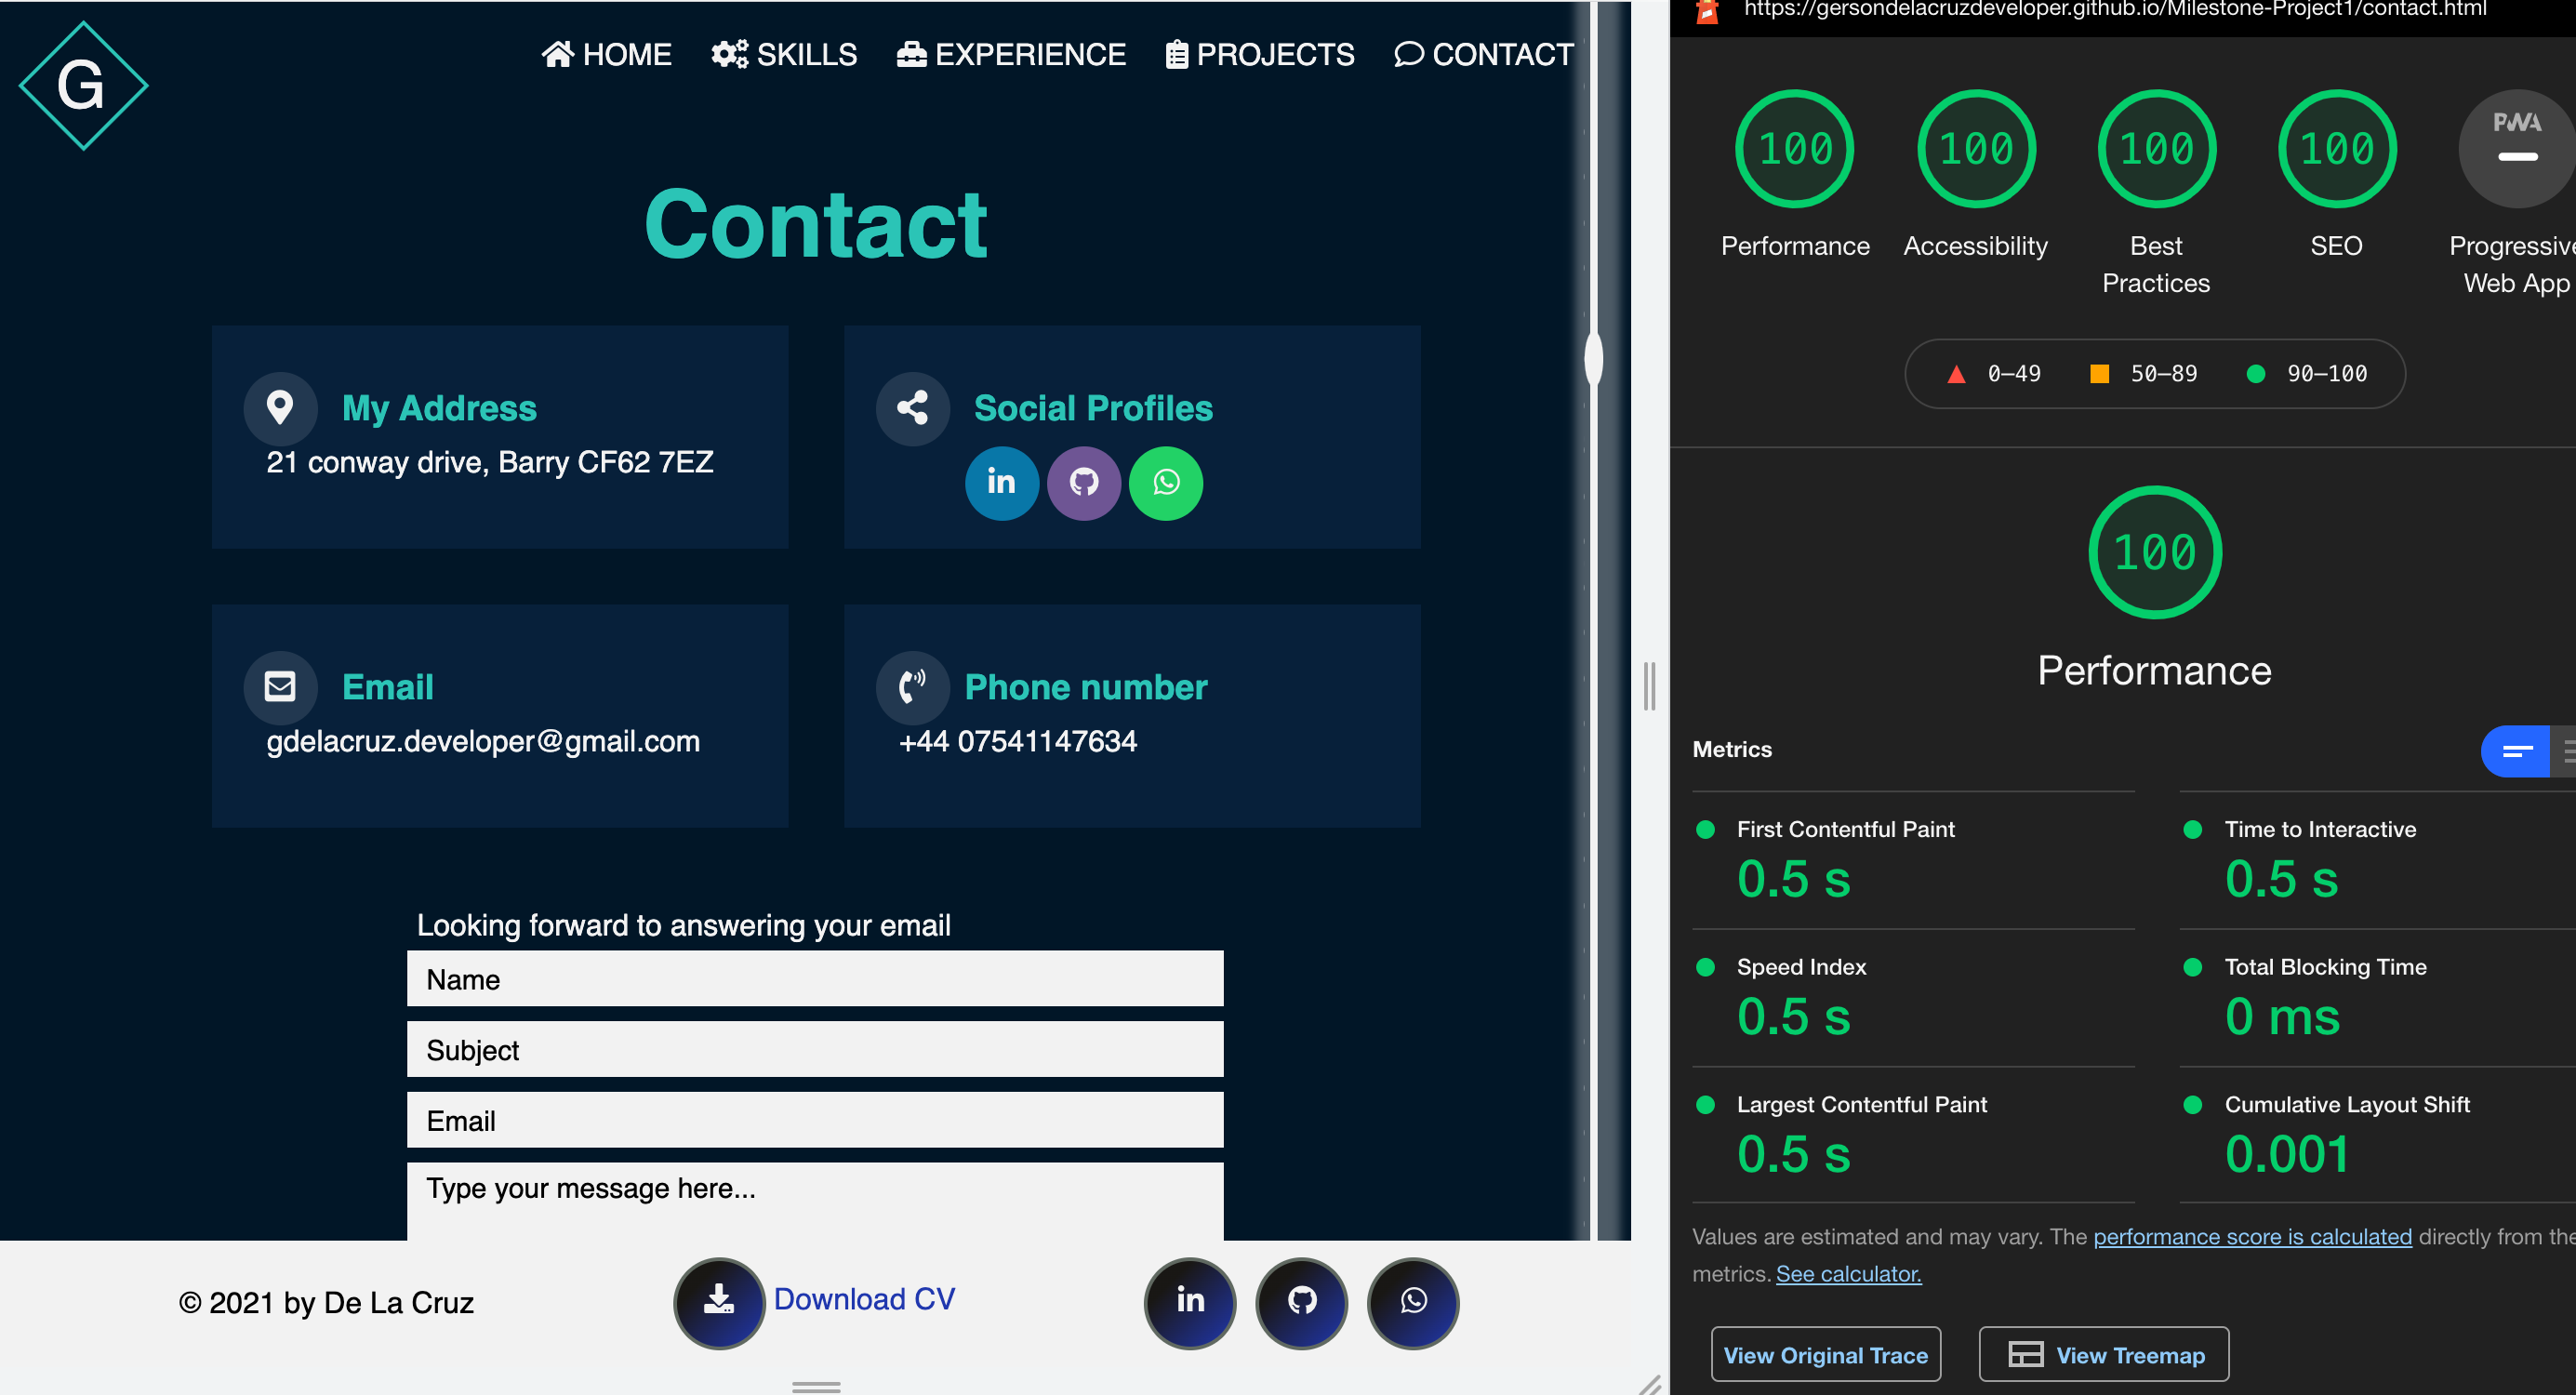 G
HOME SKILLS EXPERIENCE PROJECTS CONTACT
Contact
My Address
21 conway drive, Barry CF62 7EZ
Social Profiles
in
Email
gdelacruz.developer@gmail.com
Phone number
+44 07541147634
Looking forward to answering your email
Name
Subject
Email
Type your message here...
© 2021 by De La Cruz
Download CV
in
https://gersondelacruzdeveloper.github.io/Milestone-Project1/contact.html
100
Performance
100
Accessibility
100
Best
Practices
100
SEO
PWA
Progressive
Web App
0–49 50–89 90–100
100
Performance
Metrics
First Contentful Paint
0.5 s
Time to Interactive
0.5 s
Speed Index
0.5 s
Total Blocking Time
0 ms
Largest Contentful Paint
0.5 s
Cumulative Layout Shift
0.001
Values are estimated and may vary. The performance score is calculated directly from the
metrics. See calculator.
View Original Trace
View Treemap